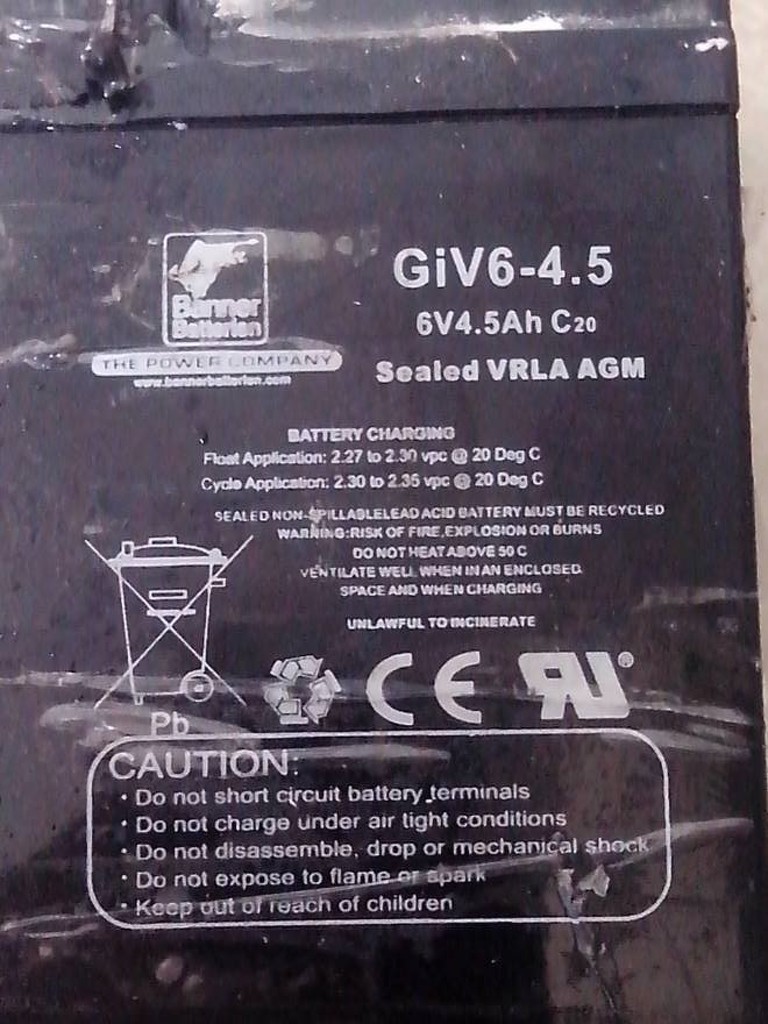 GiV6-4.5
6V4.5Ah C20
Sealed VRLA AGM
Banner
Batterien
THE POWER COMPANY
www.bannerbatterien.com
BATTERY CHARGING
Float Application: 2.27 to 2.30 vpc @ 20 Deg C
Cycle Application: 2.30 to 2.35 vpc @ 20 Deg C
SEALED NON-SPILLABLELEAD ACID BATTERY MUST BE RECYCLED
WARNING:RISK OF FIRE,EXPLOSION OR BURNS
DO NOT HEAT ABOVE 50 C
VENTILATE WELL WHEN IN AN ENCLOSED
SPACE AND WHEN CHARGING
UNLAWFUL TO INCINERATE
Pb
CE
RU®
CAUTION:
· Do not short circuit battery terminals
· Do not charge under air tight conditions
· Do not disassemble, drop or mechanical shock
· Do not expose to flame or spark
· Keep out of reach of children